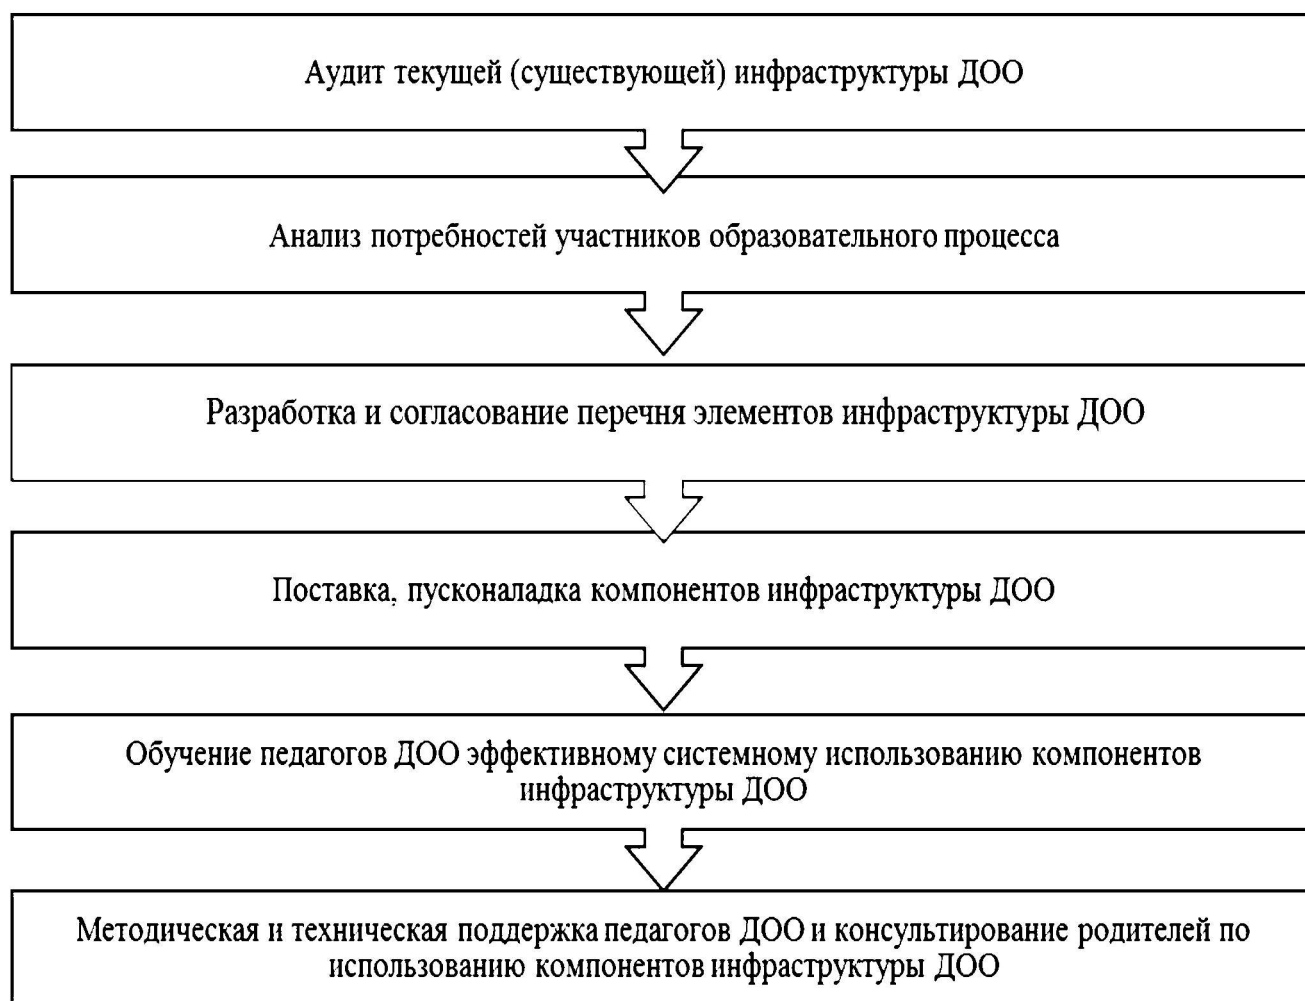 Аудит текущей (существующей) инфраструктуры ДОО
Анализ потребностей участников образовательного процесса
Разработка и согласование перечня элементов инфраструктуры ДОО
Поставка, пусконаладка компонентов инфраструктуры ДОО
Обучение педагогов ДОО эффективному системному использованию компонентов
инфраструктуры ДОО
Методическая и техническая поддержка педагогов ДОО и консультирование родителей по
использованию компонентов инфраструктуры ДОО